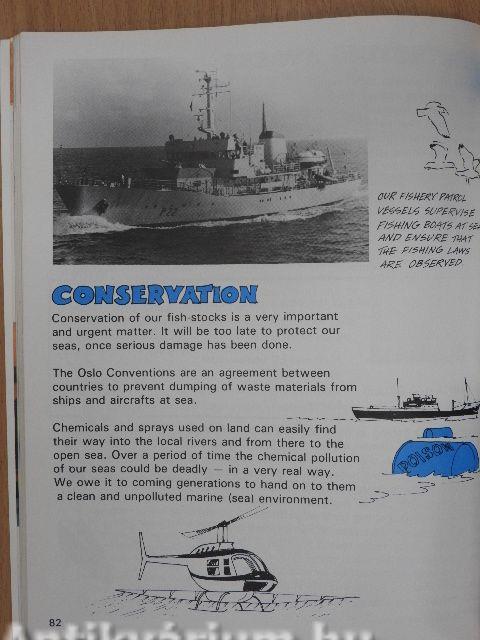 P21
OUR FISHERY PATROL
VESSELS SUPERVISE
FISHING BOATS AT SEA
AND ENSURE THAT
THE FISHING LAWS
ARE OBSERVED
CONSERVATION
Conservation of our fish-stocks is a very important
and urgent matter. It will be too late to protect our
seas, once serious damage has been done.
The Oslo Conventions are an agreement between
countries to prevent dumping of waste materials from
ships and aircrafts at sea.
Chemicals and sprays used on land can easily find
their way into the local rivers and from there to the
open sea. Over a period of time the chemical pollution
of our seas could be deadly — in a very real way.
We owe it to coming generations to hand on to them
a clean and unpolluted marine (sea) environment.
POISON
82
Antikvárium.hu